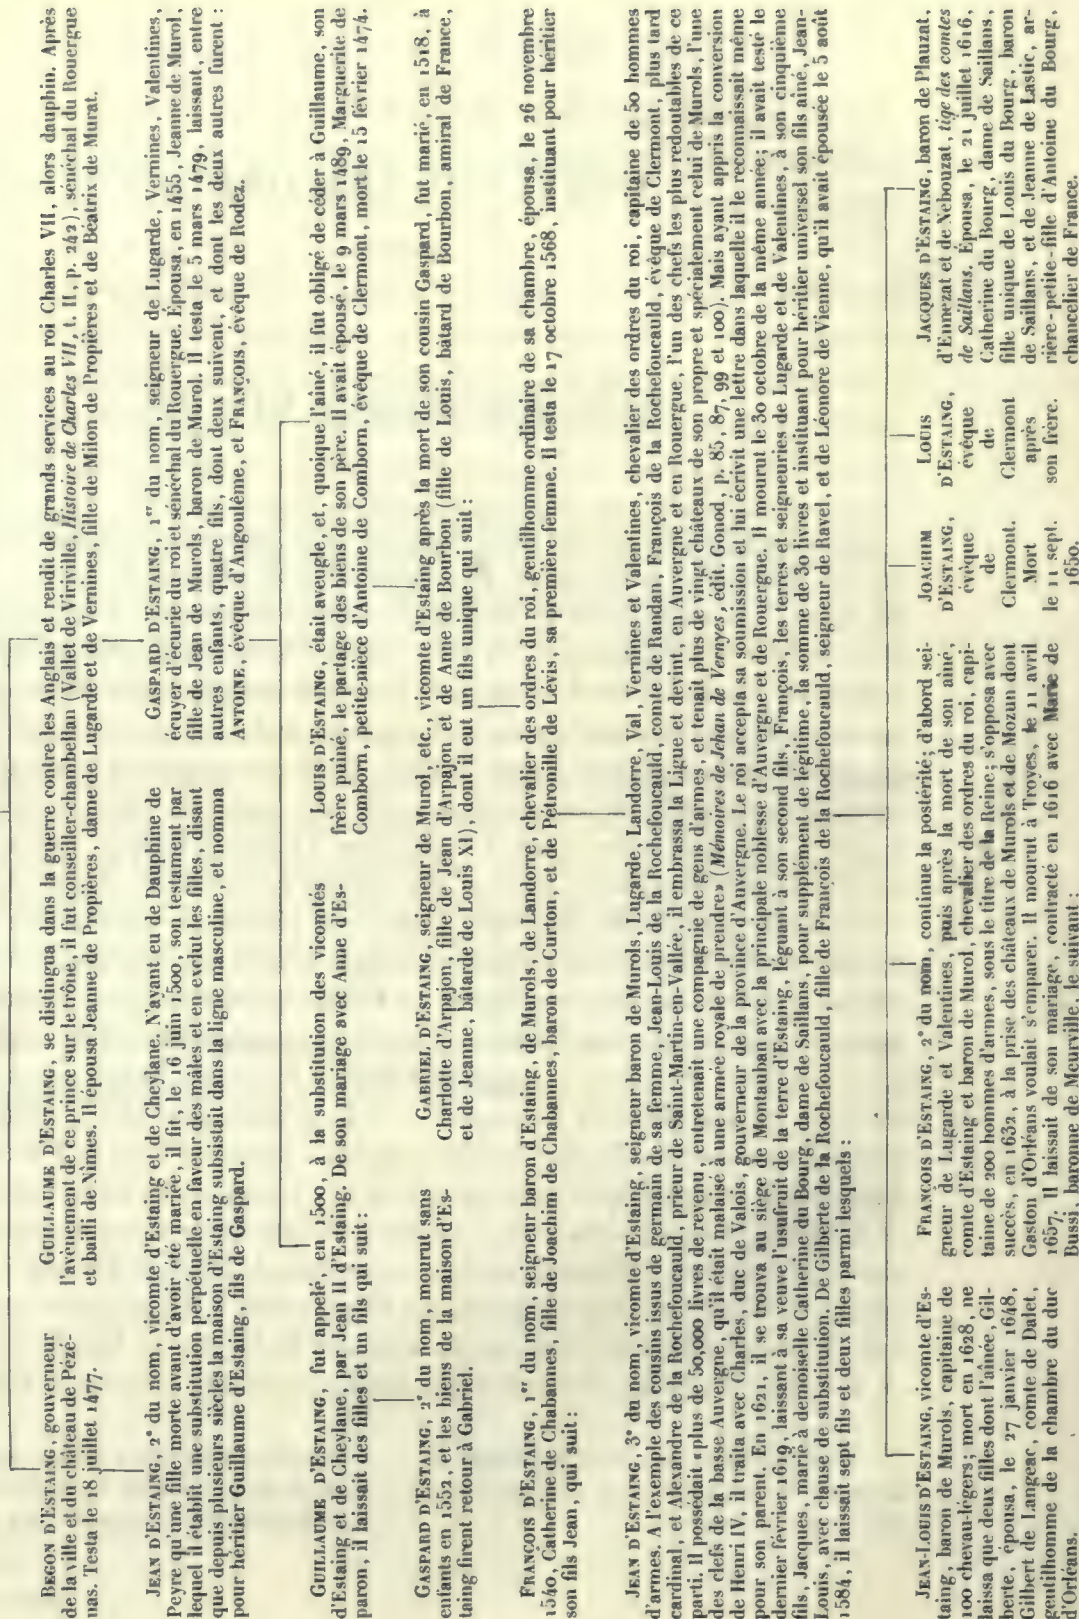 BEGON D'ESTAING, gouverneur
de la ville et du château de Pézé-
nas. Testa le 18 juillet 1477.
GUILLAUME D'ESTAING, se distingua dans la guerre contre les Anglais et rendit de grands services au roi Charles VII, alors dauphin. Après
l'avènement de ce prince sur le trône, il fut conseiller-chambellan (Vallet de Viriville, Histoire de Charles VII, t. II, p. 242), sénéchal du Rouergue
et bailli de Nîmes. Il épousa Jeanne de Propières, dame de Lugarde et de Vermines, fille de Milon de Propières et de Béatrix de Murat.
JEAN D'ESTAING, 2e du nom, vicomte d'Estaing et de Cheylane. N'ayant eu de Dauphine de
Peyre qu'une fille morte avant d'avoir été mariée, il fit, le 16 juin 1500, son testament par
lequel il établit une substitution perpétuelle en faveur des mâles et en exclut les filles, disant
que depuis plusieurs siècles la maison d'Estaing subsistait dans la ligne masculine, et nomma
pour héritier Guillaume d'Estaing, fils de Gaspard.
GASPARD D'ESTAING, 1er du nom, seigneur de Lugarde, Vernines, Valentines,
écuyer d'écurie du roi et sénéchal du Rouergue. Épousa, en 1455, Jeanne de Murol,
fille de Jean de Murols, baron de Murol. Il testa le 5 mars 1479, laissant, entre
autres enfants, quatre fils, dont deux suivent, et dont les deux autres furent :
ANTOINE, évêque d'Angoulême, et FRANÇOIS, évêque de Rodez.
GUILLAUME D'ESTAING, fut appelé, en 1500, à la substitution des vicomtés
d'Estaing et de Cheylane, par Jean II d'Estaing. De son mariage avec Anne d'Es-
paron, il laissait des filles et un fils qui suit :
LOUIS D'ESTAING, était aveugle, et, quoique l'aîné, il fut obligé de céder à Guillaume, son
frère puîné, le partage des biens de son père. Il avait épousé, le 9 mars 1489, Marguerite de
Comborn, petite-nièce d'Antoine de Comborn, évêque de Clermont, mort le 15 février 1474.
GASPARD D'ESTAING, 2e du nom, mourut sans
enfants en 1552, et les biens de la maison d'Es-
taing firent retour à Gabriel.
GABRIEL D'ESTAING, seigneur de Murol, etc., vicomte d'Estaing après la mort de son cousin Gaspard, fut marié, en 1518, à
Charlotte d'Arpajon, fille de Jean d'Arpajon et de Anne de Bourbon (fille de Louis, bâtard de Bourbon, amiral de France,
et de Jeanne, bâtarde de Louis XI), dont il eut un fils unique qui suit :
FRANÇOIS D'ESTAING, 1er du nom, seigneur baron d'Estaing, de Murols, de Landorre, chevalier des ordres du roi, gentilhomme ordinaire de sa chambre, épousa, le 26 novembre
1540, Catherine de Chabannes, fille de Joachim de Chabannes, baron de Curton, et de Pétronille de Lévis, sa première femme. Il testa le 17 octobre 1568, instituant pour héritier
son fils Jean, qui suit :
JEAN D'ESTAING, 3e du nom, vicomte d'Estaing, seigneur baron de Murols, Lugarde, Landorre, Val, Vernines et Valentines, chevalier des ordres du roi, capitaine de 50 hommes
d'armes. A l'exemple des cousins issus de germain de sa femme, Jean-Louis de la Rochefoucauld, comte de Randan, François de la Rochefoucauld, évêque de Clermont, plus tard
cardinal, et Alexandre de la Rochefoucauld, prieur de Saint-Martin-en-Vallée, il embrassa la Ligue et devint, en Auvergne et en Rouergue, l'un des chefs les plus redoutables de ce
parti. il possédait «plus de 50,000 livres de revenu, entretenait une compagnie de gens d'armes, et tenait plus de vingt châteaux de son propre et spécialement celui de Murols, l'une
des clefs de la basse Auvergne, qu'il était malaisé à une armée royale de prendre» (Mémoires de Jehan de Vernyes, édit. Gonod, p. 85, 87, 99 et 100). Mais ayant appris la conversion
de Henri IV, il traita avec Charles, duc de Valois, gouverneur de la province d'Auvergne. Le roi accepta sa soumission et lui écrivit une lettre dans laquelle il le reconnaissait même
pour son parent. En 1621, il se trouva au siège de Montauban avec la principale noblesse d'Auvergne et de Rouergue. Il mourut le 30 octobre de la même année; il avait testé le
dernier février 1619, laissant à sa veuve l'usufruit de la terre d'Estaing, léguant à son second fils, François, les terres et seigneuries de Lugarde et de Valentines, à son cinquième
fils, Jacques, marié à demoiselle Catherine du Bourg, dame de Saillans, pour supplément de légitime, la somme de 30 livres et instituant pour héritier universel son fils aîné, Jean-
Louis, avec clause de substitution. De Gilberte de la Rochefoucauld, fille de François de la Rochefoucauld, seigneur de Ravel, et de Léonore de Vienne, qu'il avait épousée le 5 août
1584, il laissait sept fils et deux filles parmi lesquels :
JEAN-LOUIS D'ESTAING, vicomte d'Es-
taing, baron de Murols, capitaine de
100 chevau-légers; mort en 1628, ne
laissa que deux filles dont l'aînée, Gil-
berte, épousa, le 27 janvier 1648,
Gilbert de Langeac, comte de Dalet,
gentilhomme de la chambre du duc
d'Orléans.
FRANÇOIS D'ESTAING, 2e du nom, continue la postérité; d'abord sei-
gneur de Lugarde et Valentines, puis après la mort de son aîné,
comte d'Estaing et baron de Murol, chevalier des ordres du roi, capi-
taine de 200 hommes d'armes, sous le titre de la Reine; s'opposa avec
succès, en 1632, à la prise des châteaux de Murols et de Mozun dont
Gaston d'Orléans voulait s'emparer. Il mourut à Troyes, le 11 avril
1657. Il laissait de son mariage, contracté en 1616 avec Marie de
Bussi, baronne de Meurville, le suivant :
JOACHIM
D'ESTAING,
évêque
de
Clermont.
Mort
le 11 sept.
1650.
LOUIS
D'ESTAING,
évêque
de
Clermont
après
son frère.
JACQUES D'ESTAING, baron de Plauzat,
d'Ennezat et de Nebouzat, tige des comtes
de Saillans. Épousa, le 21 juillet 1616,
Catherine du Bourg, dame de Saillans,
fille unique de Louis du Bourg, baron
de Saillans, et de Jeanne de Lastic, ar-
rière-petite-fille d'Antoine du Bourg,
chancelier de France.